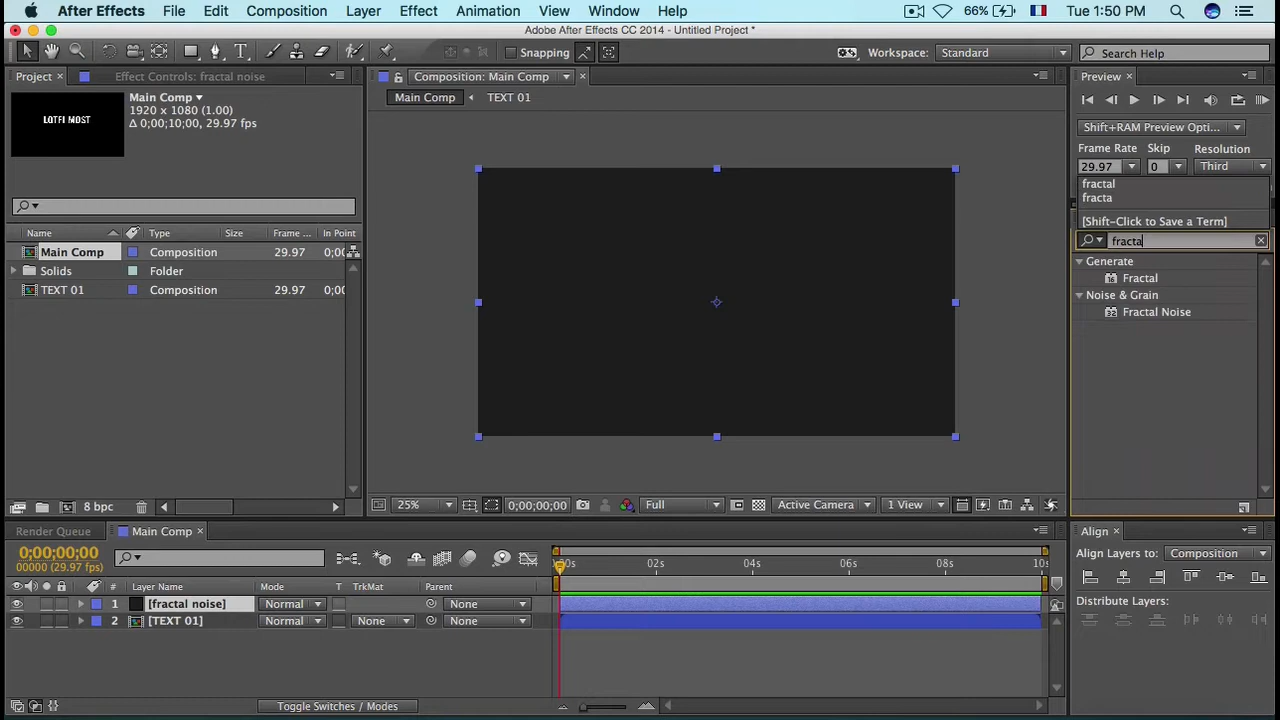 After Effects File Edit Composition Layer Effect Animation View Window Help 66% Tue 1:50 PM
Adobe After Effects CC 2014 - Untitled Project *
Snapping Workspace: Standard Search Help
Project Effect Controls: fractal noise Composition: Main Comp Preview
Main Comp TEXT 01
Main Comp
1920 x 1080 (1.00)
Δ 0;00;10;00, 29.97 fps
LOTFI MOST
Shift+RAM Preview Opti...
Frame Rate Skip Resolution
29.97 0 Third
fractal
fracta
[Shift-Click to Save a Term]
fracta
Generate
Fractal
Noise & Grain
Fractal Noise
Name Type Size Frame ... In Point
Main Comp Composition 29.97 0;00
Solids Folder
TEXT 01 Composition 29.97 0;00
8 bpc
25% 0;00;00;00 Full Active Camera 1 View
Render Queue Main Comp Align
0;00;00;00
00000 (29.97 fps)
:00s 02s 04s 06s 08s 10s
Align Layers to: Composition
Distribute Layers:
# Layer Name Mode T TrkMat Parent
1 [fractal noise] Normal None
2 [TEXT 01] Normal None None
Toggle Switches / Modes